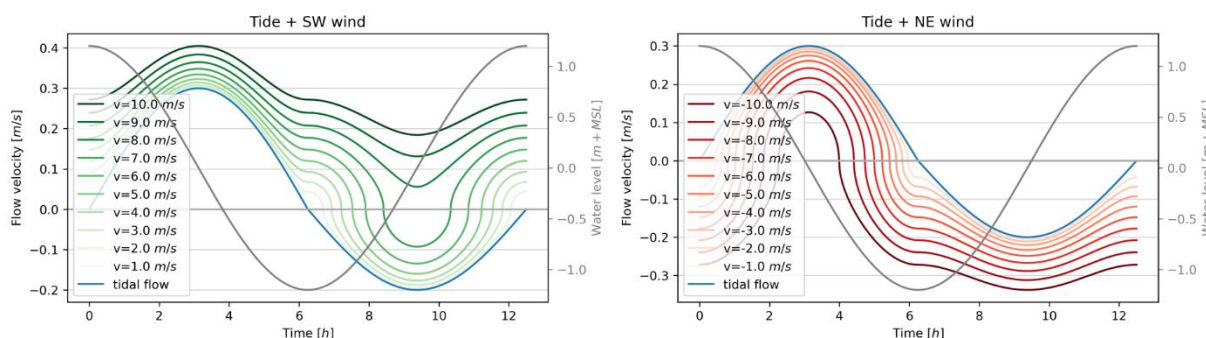 Tide + SW wind
0.4
0.3
0.2
0.1
0.0
-0.1
-0.2
Flow velocity [m/s]
v=10.0 m/s
v=9.0 m/s
v=8.0 m/s
v=7.0 m/s
v=6.0 m/s
v=5.0 m/s
v=4.0 m/s
v=3.0 m/s
v=2.0 m/s
v=1.0 m/s
tidal flow
1.0
0.5
0.0
-0.5
-1.0
Water level [m + MSL]
0 2 4 6 8 10 12
Time [h]
Tide + NE wind
0.3
0.2
0.1
0.0
-0.1
-0.2
-0.3
Flow velocity [m/s]
v=-10.0 m/s
v=-9.0 m/s
v=-8.0 m/s
v=-7.0 m/s
v=-6.0 m/s
v=-5.0 m/s
v=-4.0 m/s
v=-3.0 m/s
v=-2.0 m/s
v=-1.0 m/s
tidal flow
1.0
0.5
0.0
-0.5
-1.0
Water level [m + MSL]
0 2 4 6 8 10 12
Time [h]